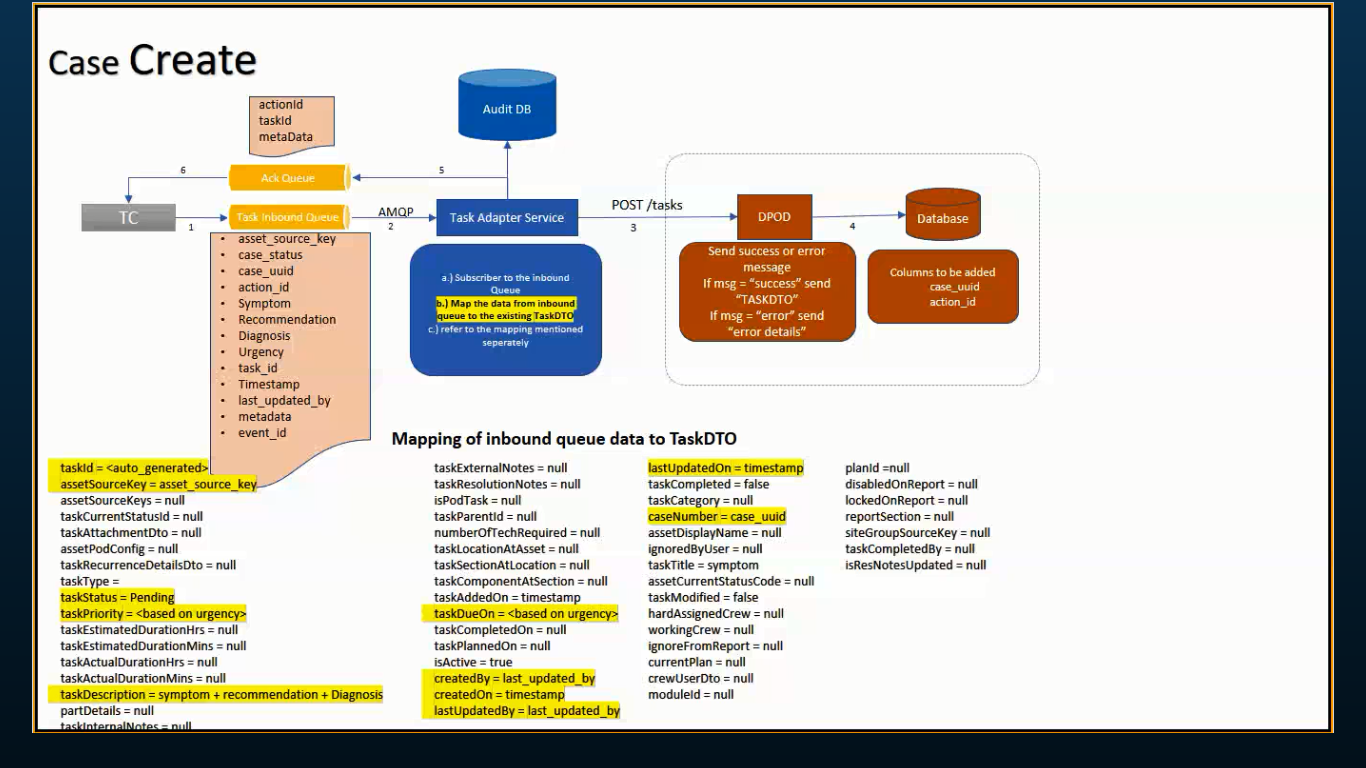 Case Create
actionId
taskId
metaData
Audit DB
6
Ack Queue
5
TC
1
Task Inbound Queue
AMQP
2
Task Adapter Service
POST /tasks
3
DPOD
4
Database
• asset_source_key
• case_status
• case_uuid
• action_id
• Symptom
• Recommendation
• Diagnosis
• Urgency
• task_id
• Timestamp
• last_updated_by
• metadata
• event_id
a.) Subscriber to the inbound
Queue
b.) Map the data from inbound
queue to the existing TaskDTO
c.) refer to the mapping mentioned
seperately
Send success or error
message
If msg = “success” send
“TASKDTO”
If msg = “error” send
“error details”
Columns to be added
case_uuid
action_id
Mapping of inbound queue data to TaskDTO
taskId = <auto_generated>
assetSourceKey = asset_source_key
assetSourceKeys = null
taskCurrentStatusId = null
taskAttachmentDto = null
assetPodConfig = null
taskRecurrenceDetailsDto = null
taskType =
taskStatus = Pending
taskPriority = <based on urgency>
taskEstimatedDurationHrs = null
taskEstimatedDurationMins = null
taskActualDurationHrs = null
taskActualDurationMins = null
taskDescription = symptom + recommendation + Diagnosis
partDetails = null
taskInternalNotes = null
taskExternalNotes = null
taskResolutionNotes = null
isPodTask = null
taskParentId = null
numberOfTechRequired = null
taskLocationAtAsset = null
taskSectionAtLocation = null
taskComponentAtSection = null
taskAddedOn = timestamp
taskDueOn = <based on urgency>
taskCompletedOn = null
taskPlannedOn = null
isActive = true
createdBy = last_updated_by
createdOn = timestamp
lastUpdatedBy = last_updated_by
lastUpdatedOn = timestamp
taskCompleted = false
taskCategory = null
caseNumber = case_uuid
assetDisplayName = null
ignoredByUser = null
taskTitle = symptom
assetCurrentStatusCode = null
taskModified = false
hardAssignedCrew = null
workingCrew = null
ignoreFromReport = null
currentPlan = null
crewUserDto = null
moduleId = null
planId =null
disabledOnReport = null
lockedOnReport = null
reportSection = null
siteGroupSourceKey = null
taskCompletedBy = null
isResNotesUpdated = null